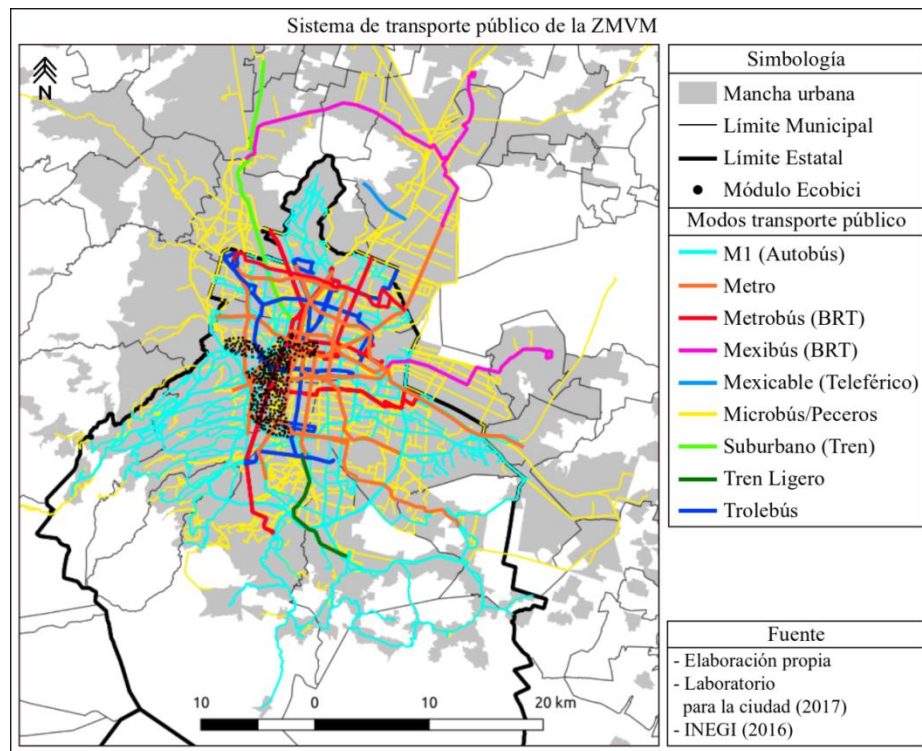 Sistema de transporte público de la ZMVM
N
10 0 10 20 km
Simbología
Mancha urbana
Límite Municipal
Límite Estatal
Módulo Ecobici
Modos transporte público
M1 (Autobús)
Metro
Metrobús (BRT)
Mexibús (BRT)
Mexicable (Teleférico)
Microbús/Peceros
Suburbano (Tren)
Tren Ligero
Trolebús
Fuente
- Elaboración propia
- Laboratorio
para la ciudad (2017)
- INEGI (2016)